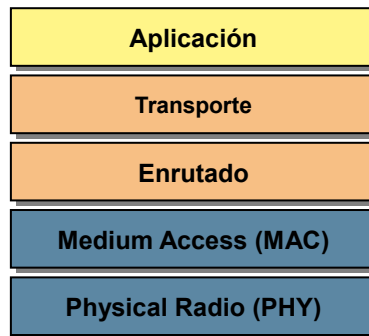 Aplicación
Transporte
Enrutado
Medium Access (MAC)
Physical Radio (PHY)